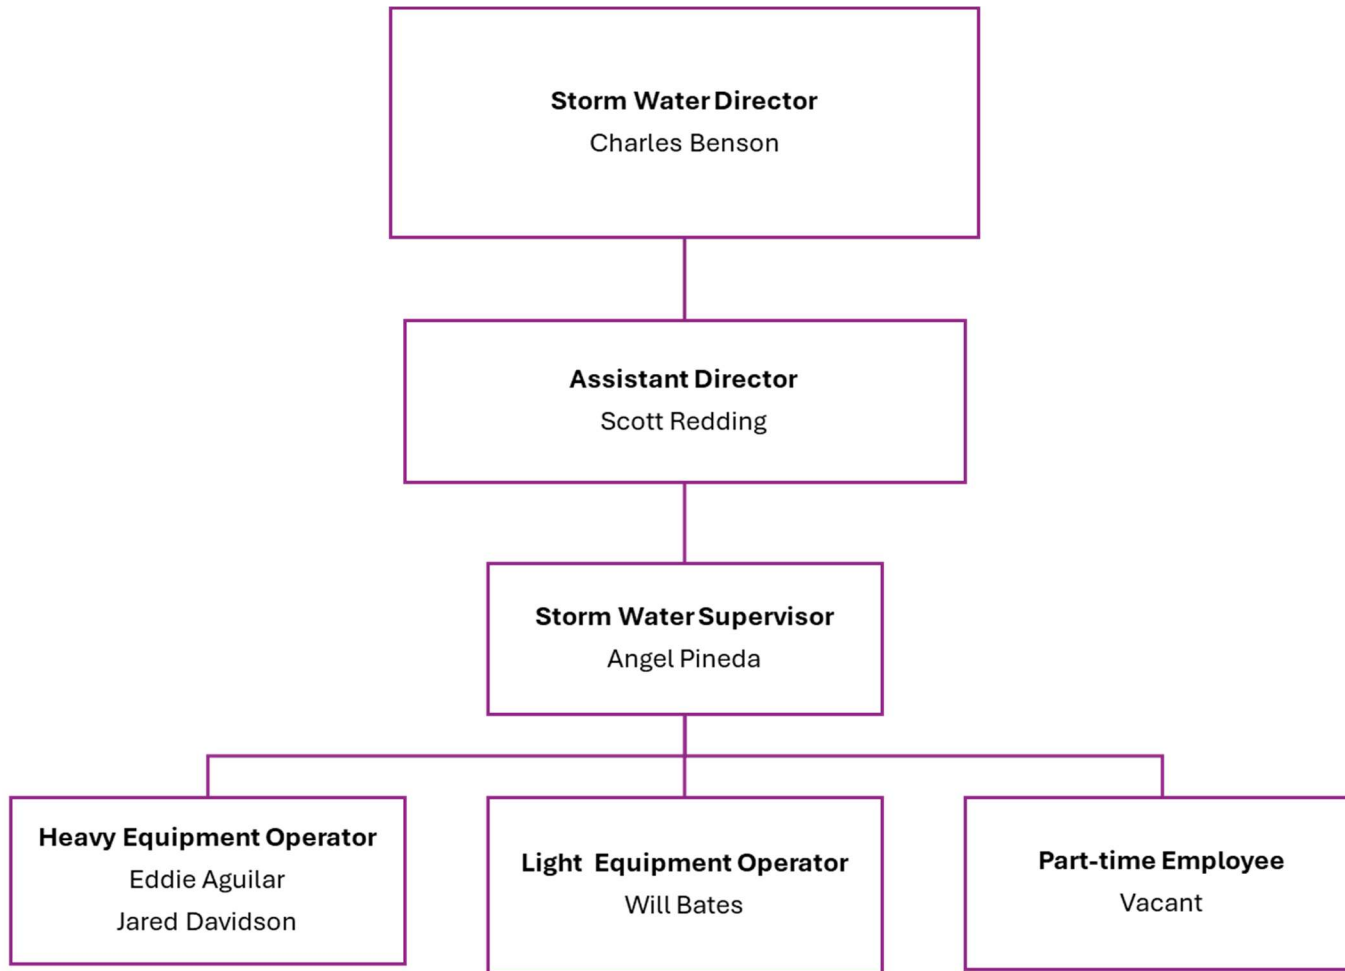 Storm Water Director
Charles Benson
Assistant Director
Scott Redding
Storm Water Supervisor
Angel Pineda
Heavy Equipment Operator
Eddie Aguilar
Jared Davidson
Light Equipment Operator
Will Bates
Part-time Employee
Vacant